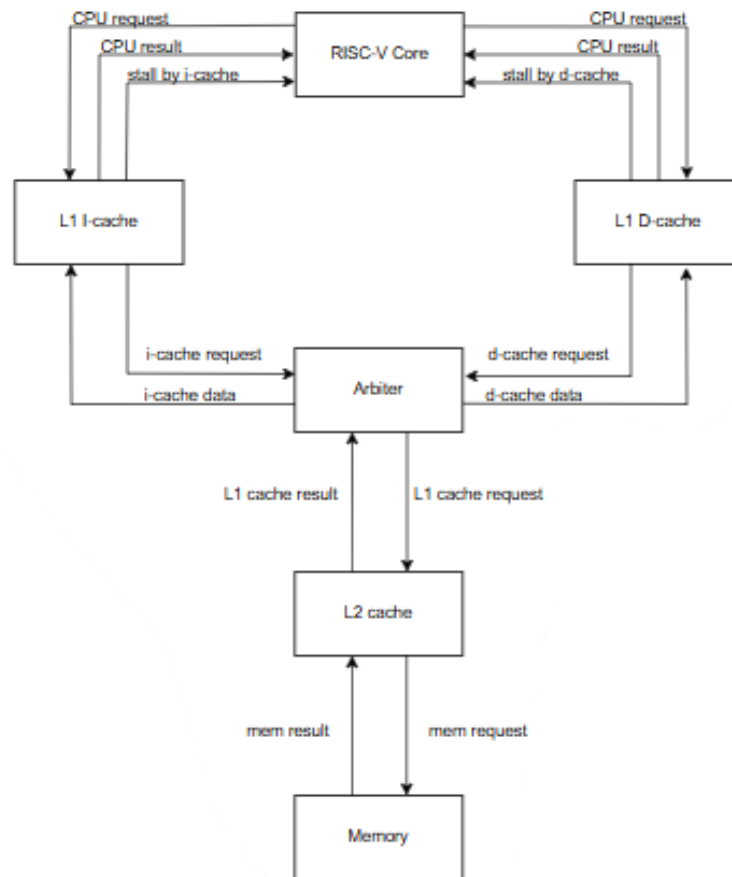 CPU request
CPU request
CPU result
RISC-V Core
CPU result
stall by i-cache
stall by d-cache
L1 I-cache
L1 D-cache
i-cache request
d-cache request
Arbiter
i-cache data
d-cache data
L1 cache result
L1 cache request
L2 cache
mem result
mem request
Memory